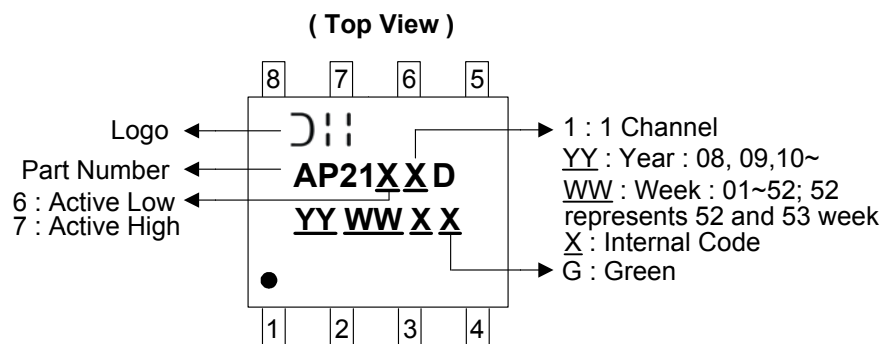 ( Top View )
8 7 6 5
Logo
Part Number
6 : Active Low
7 : Active High
AP21XXD
YY WW X X
1 : 1 Channel
YY : Year : 08, 09,10~
WW : Week : 01~52; 52
represents 52 and 53 week
X : Internal Code
G : Green
1 2 3 4